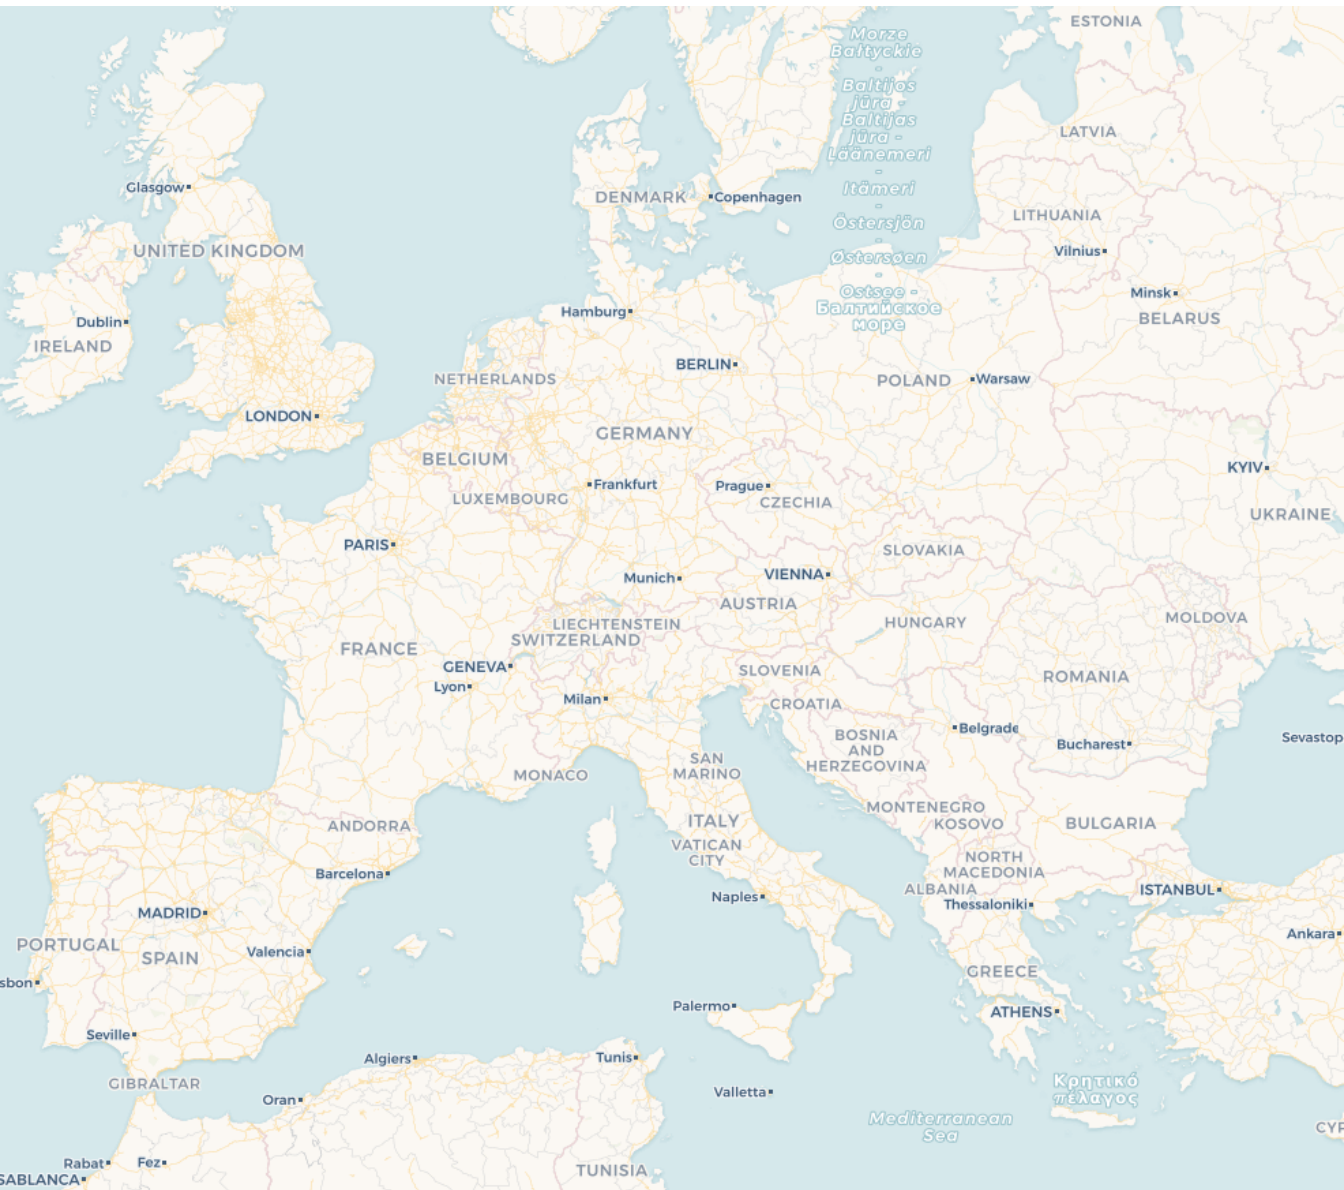 ESTONIA
Morze
Bałtyckie
-
Baltijos
jūra -
Baltijas
jūra -
Läänemeri
-
Itämeri
-
Östersjön
-
Østersøen
-
Ostsee -
Балтийское
море
LATVIA
Glasgow
DENMARK
Copenhagen
LITHUANIA
UNITED KINGDOM
Vilnius
Minsk
BELARUS
Hamburg
Dublin
IRELAND
BERLIN
NETHERLANDS
POLAND
Warsaw
LONDON
GERMANY
BELGIUM
KYIV
Frankfurt
Prague
LUXEMBOURG
CZECHIA
UKRAINE
PARIS
SLOVAKIA
Munich
VIENNA
AUSTRIA
MOLDOVA
LIECHTENSTEIN
HUNGARY
SWITZERLAND
FRANCE
GENEVA
SLOVENIA
ROMANIA
Lyon
Milan
CROATIA
Belgrade
BOSNIA
AND
HERZEGOVINA
Bucharest
Sevastop
SAN
MARINO
MONACO
MONTENEGRO
KOSOVO
ITALY
BULGARIA
ANDORRA
VATICAN
CITY
NORTH
MACEDONIA
Barcelona
ALBANIA
ISTANBUL
Naples
Thessaloniki
MADRID
Ankara
PORTUGAL
Valencia
SPAIN
GREECE
sbon
Palermo
ATHENS
Seville
Algiers
Tunis
GIBRALTAR
Κρητικό
πέλαγος
Valletta
Oran
Mediterranean
Sea
CYP
Rabat
Fez
TUNISIA
SABLANCA